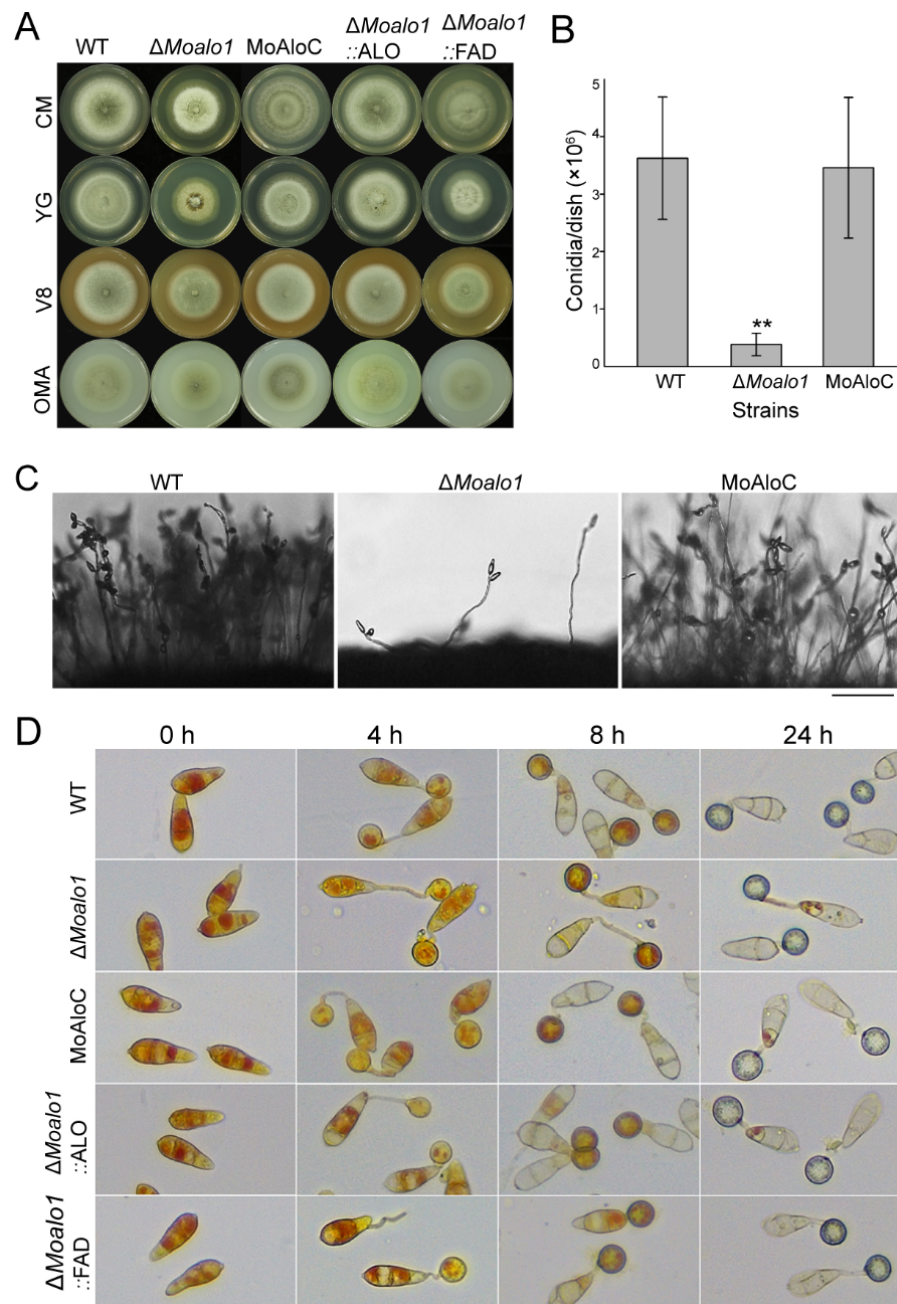 A
WT
ΔMoalo1
MoAloC
ΔMoalo1
::ALO
ΔMoalo1
::FAD
CM
YG
V8
OMA
B
Conidia/dish (×10⁶)
5
4
3
2
1
0
**
WT
ΔMoalo1
MoAloC
Strains
C
WT
ΔMoalo1
MoAloC
D
0 h
4 h
8 h
24 h
WT
ΔMoalo1
MoAloC
ΔMoalo1
::ALO
ΔMoalo1
::FAD